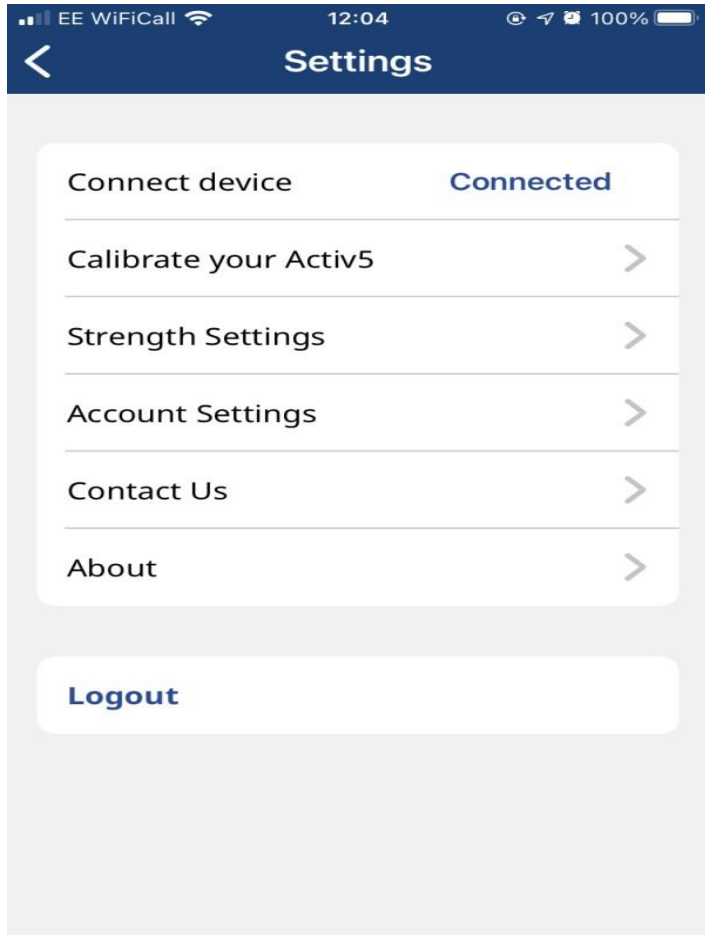 EE WiFiCall 12:04 100%
Settings
Connect device Connected
Calibrate your Activ5
Strength Settings
Account Settings
Contact Us
About
Logout